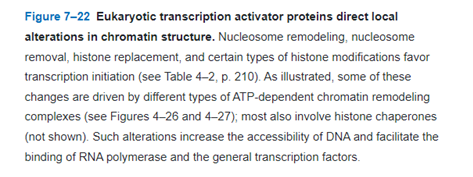 Figure 7–22 Eukaryotic transcription activator proteins direct local
alterations in chromatin structure. Nucleosome remodeling, nucleosome
removal, histone replacement, and certain types of histone modifications favor
transcription initiation (see Table 4–2, p. 210). As illustrated, some of these
changes are driven by different types of ATP-dependent chromatin remodeling
complexes (see Figures 4–26 and 4–27); most also involve histone chaperones
(not shown). Such alterations increase the accessibility of DNA and facilitate the
binding of RNA polymerase and the general transcription factors.